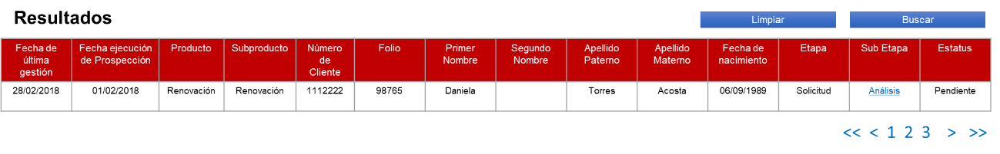 Resultados
Limpiar
Buscar
Fecha de última gestión
Fecha ejecución de Prospección
Producto
Subproducto
Número de Cliente
Folio
Primer Nombre
Segundo Nombre
Apellido Paterno
Apellido Materno
Fecha de nacimiento
Etapa
Sub Etapa
Estatus
28/02/2018
01/02/2018
Renovación
Renovación
1112222
98765
Daniela
Torres
Acosta
06/09/1989
Solicitud
Análisis
Pendiente
<< < 1 2 3 > >>